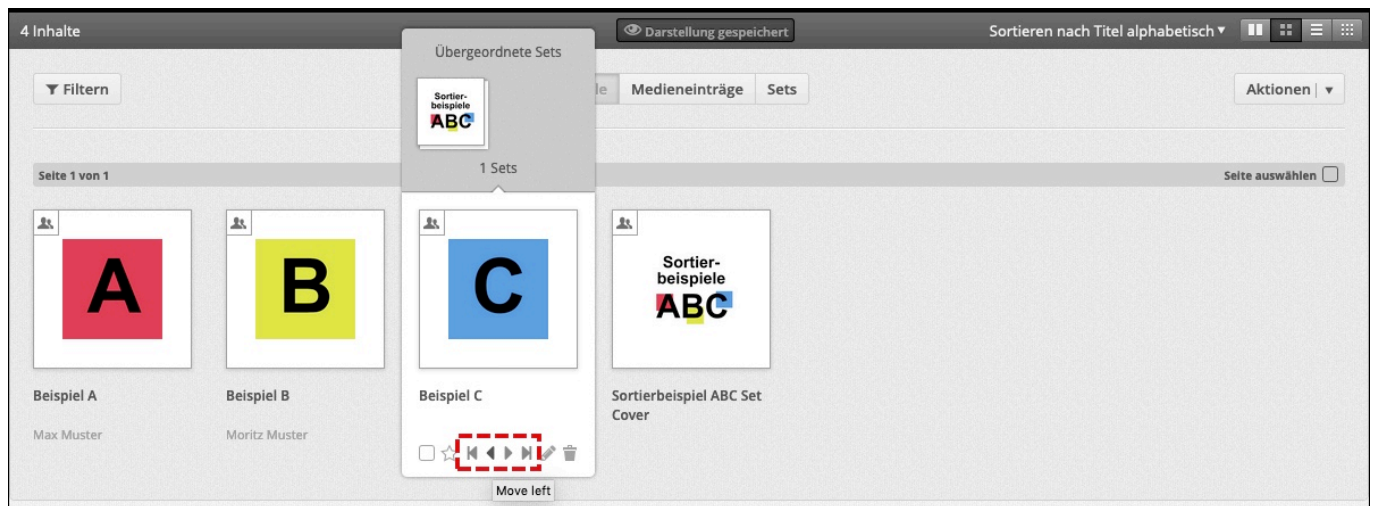 4 Inhalte
Darstellung gespeichert
Sortieren nach Titel alphabetisch
Übergeordnete Sets
Filtern
le
Medieneinträge
Sets
Aktionen
Sortier-
beispiele
ABC
1 Sets
Seite 1 von 1
Seite auswählen
A
B
C
Sortier-
beispiele
ABC
Beispiel A
Beispiel B
Beispiel C
Sortierbeispiel ABC Set
Cover
Max Muster
Moritz Muster
Move left